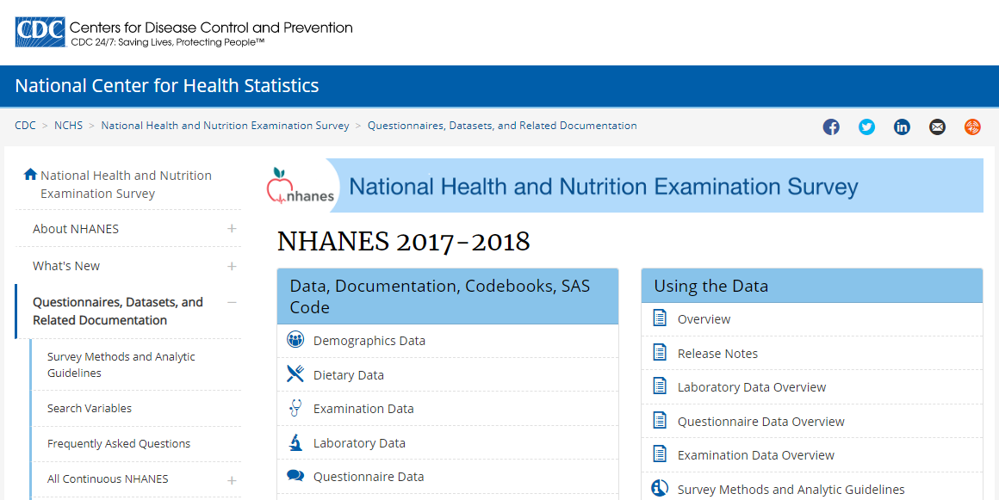 CDC Centers for Disease Control and Prevention
CDC 24/7: Saving Lives, Protecting People™
National Center for Health Statistics
CDC > NCHS > National Health and Nutrition Examination Survey > Questionnaires, Datasets, and Related Documentation
National Health and Nutrition
Examination Survey
About NHANES
What's New
Questionnaires, Datasets, and
Related Documentation
Survey Methods and Analytic
Guidelines
Search Variables
Frequently Asked Questions
All Continuous NHANES
nhanes National Health and Nutrition Examination Survey
NHANES 2017-2018
Data, Documentation, Codebooks, SAS
Code
Demographics Data
Dietary Data
Examination Data
Laboratory Data
Questionnaire Data
Using the Data
Overview
Release Notes
Laboratory Data Overview
Questionnaire Data Overview
Examination Data Overview
Survey Methods and Analytic Guidelines